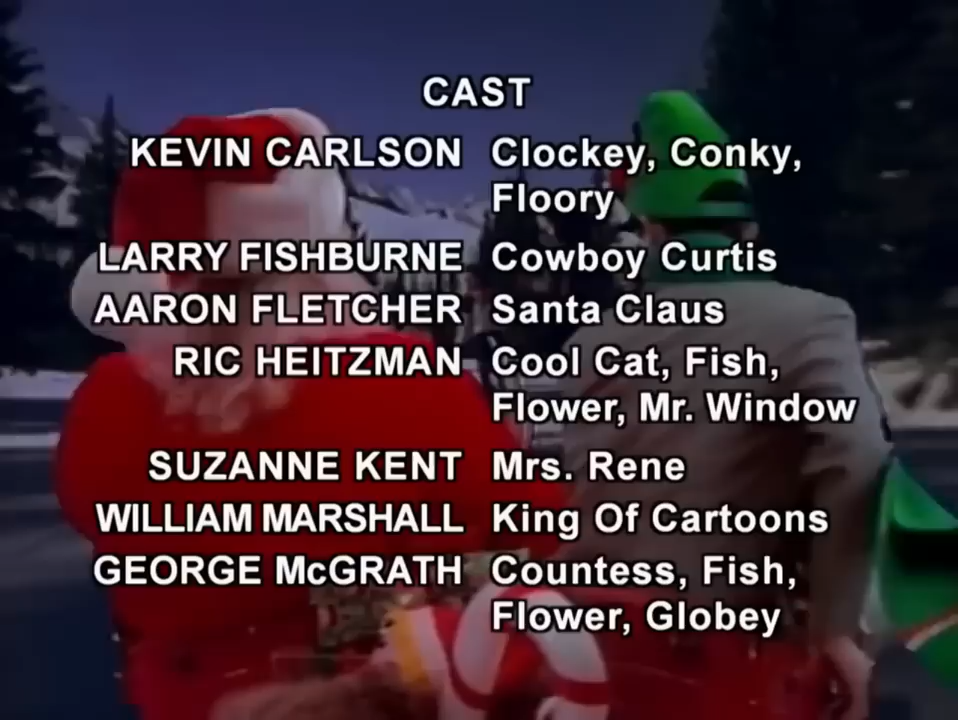 CAST
KEVIN CARLSON Clockey, Conky,
Floory
LARRY FISHBURNE Cowboy Curtis
AARON FLETCHER Santa Claus
RIC HEITZMAN Cool Cat, Fish,
Flower, Mr. Window
SUZANNE KENT Mrs. Rene
WILLIAM MARSHALL King Of Cartoons
GEORGE McGRATH Countess, Fish,
Flower, Globey